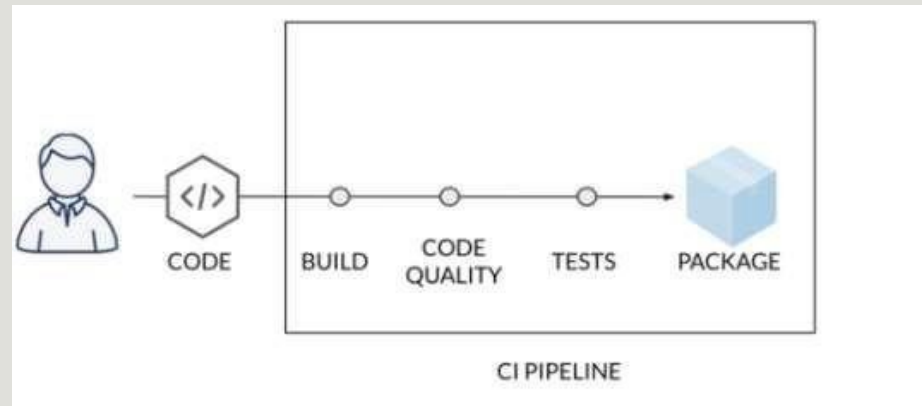 </>
CODE
BUILD
CODE
QUALITY
TESTS
PACKAGE
CI PIPELINE